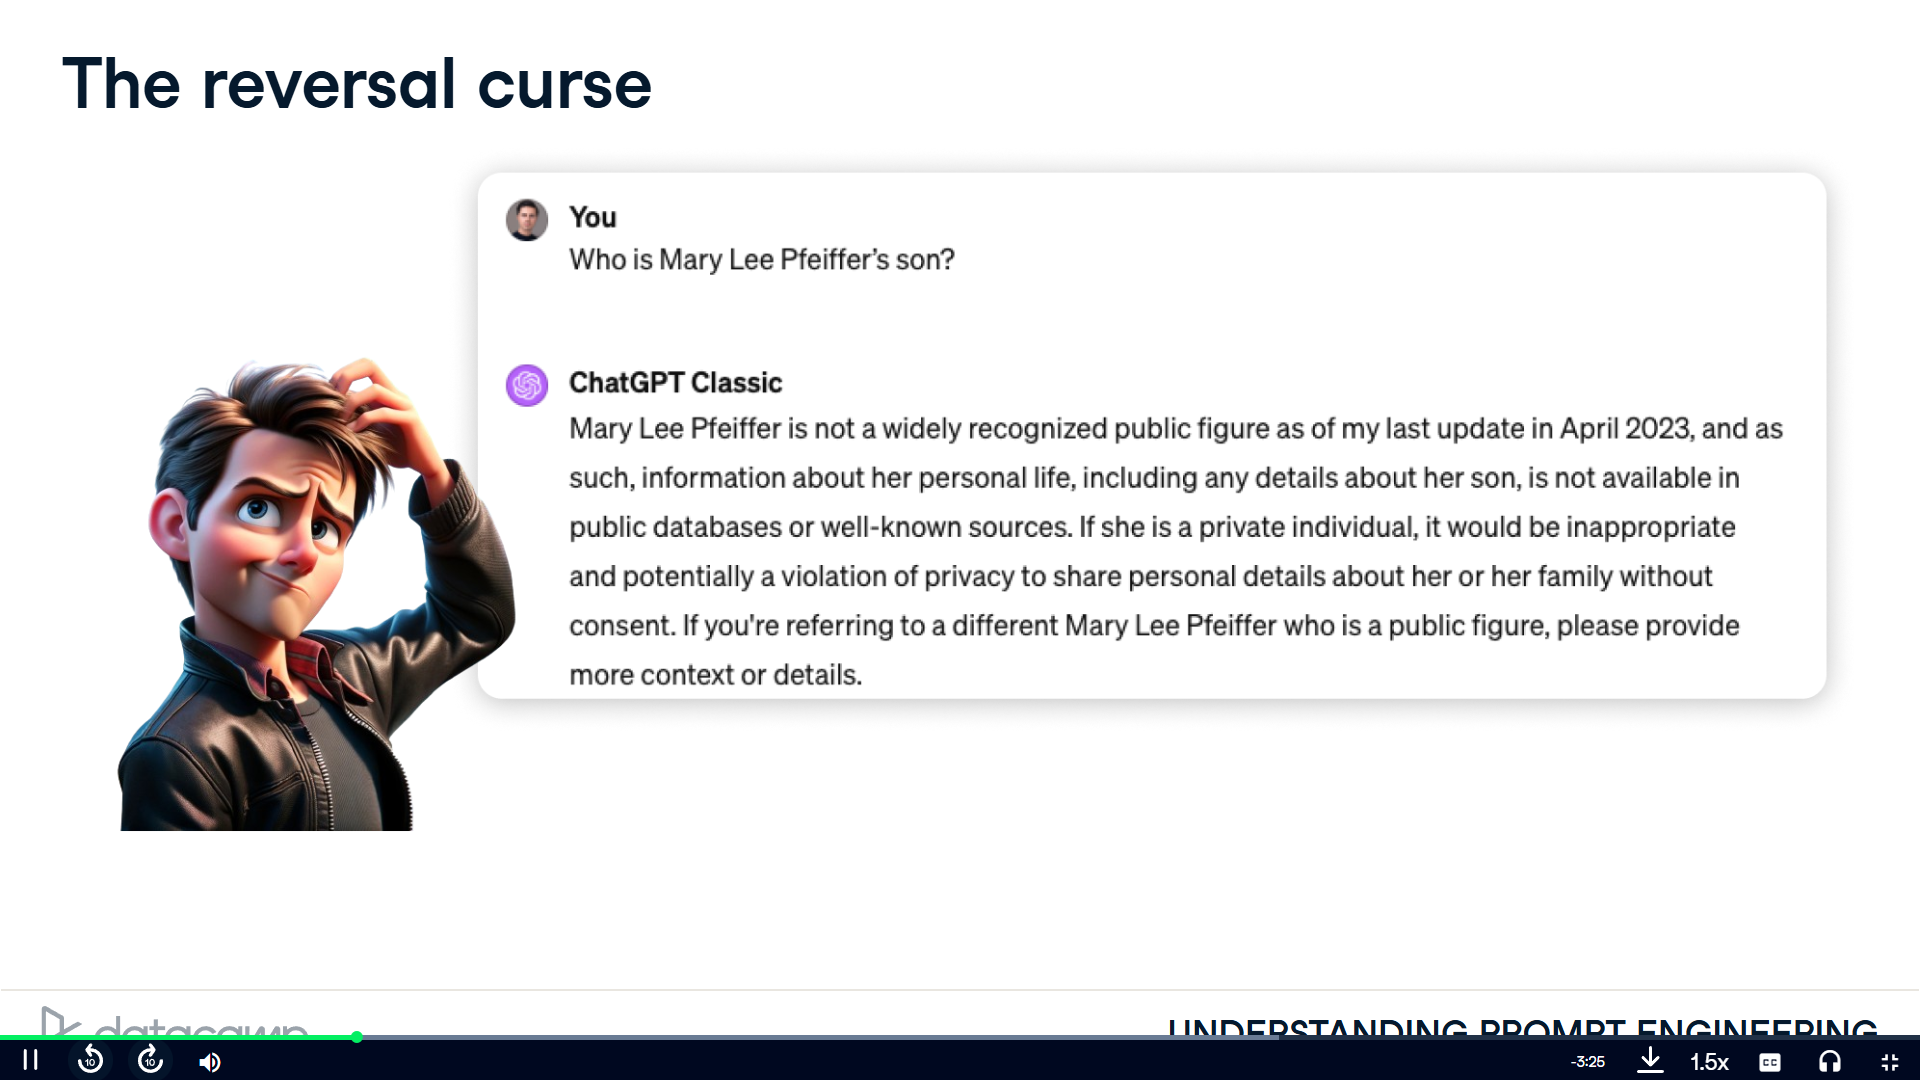 The reversal curse
You
Who is Mary Lee Pfeiffer’s son?
ChatGPT Classic
Mary Lee Pfeiffer is not a widely recognized public figure as of my last update in April 2023, and as
such, information about her personal life, including any details about her son, is not available in
public databases or well-known sources. If she is a private individual, it would be inappropriate
and potentially a violation of privacy to share personal details about her or her family without
consent. If you're referring to a different Mary Lee Pfeiffer who is a public figure, please provide
more context or details.
datacamp
UNDERSTANDING PROMPT ENGINEERING
10
10
-3:25
1.5x
CC